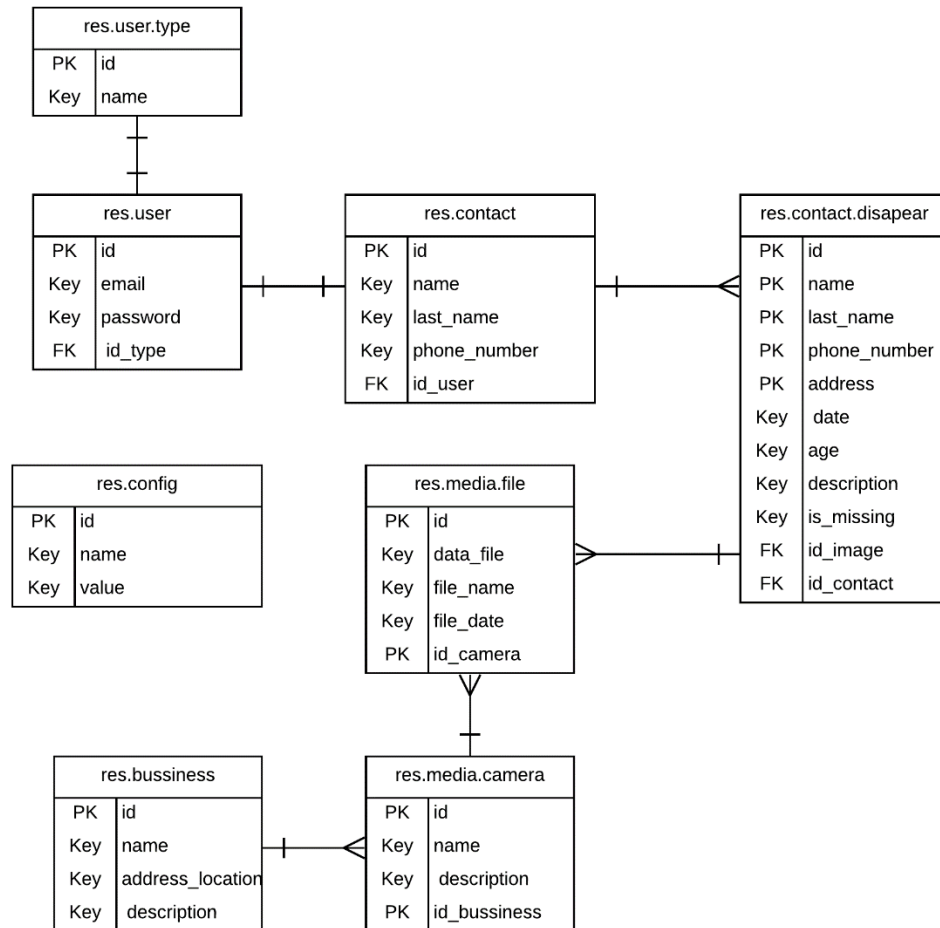 res.user.type
PK id
Key name
res.user
PK id
Key email
Key password
FK id_type
res.contact
PK id
Key name
Key last_name
Key phone_number
FK id_user
res.contact.disapear
PK id
PK name
PK last_name
PK phone_number
PK address
Key date
Key age
Key description
Key is_missing
FK id_image
FK id_contact
res.config
PK id
Key name
Key value
res.media.file
PK id
Key data_file
Key file_name
Key file_date
PK id_camera
res.bussiness
PK id
Key name
Key address_location
Key description
res.media.camera
PK id
Key name
Key description
PK id_bussiness